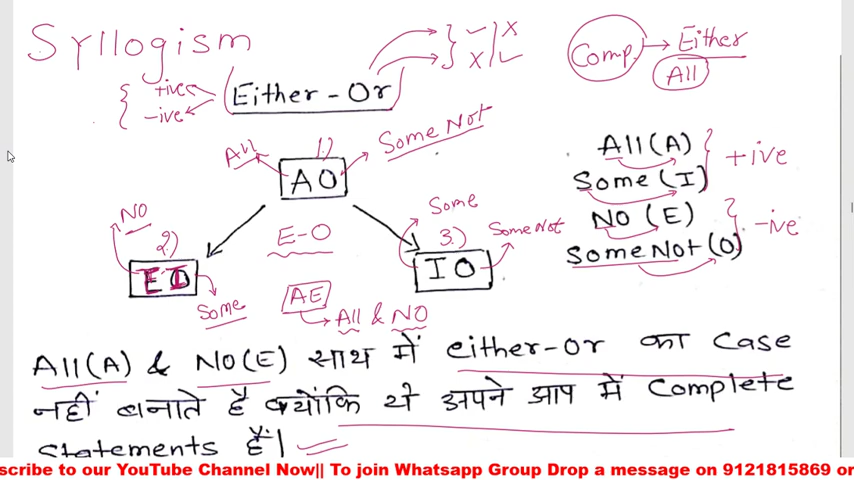 Syllogism
Comp. → Either
All
+ive
-ive
Either - Or
✓ | X
X | ✓
All
1.)
Some Not
AO
All (A)
Some (I)
+ive
NO (E)
Some Not (O)
-ive
NO
2.)
E-O
Some
3.)
Some Not
EI
IO
Some
AE
All & NO
All (A) & NO (E) साथ में either-or का case
नहीं बनाते है क्योंकि ये अपने आप में complete
statements हैं।
scribe to our YouTube Channel Now|| To join Whatsapp Group Drop a message on 9121815869 or